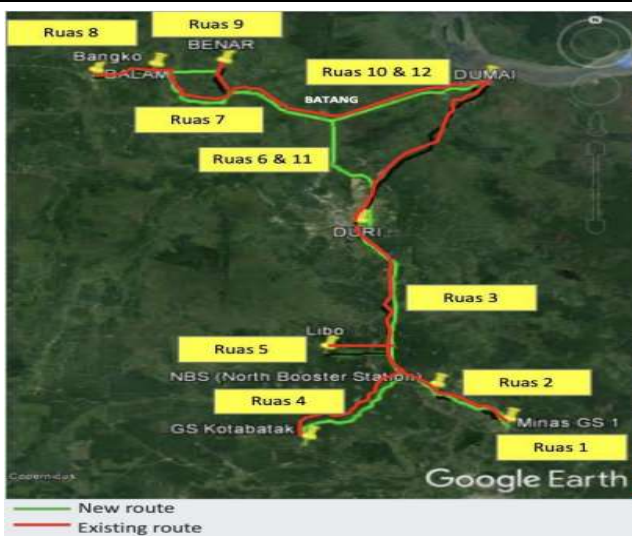 Ruas 9
Ruas 8
BENAR
Bangko
BALAM
Ruas 10 & 12
DUMAI
BATANG
Ruas 7
Ruas 6 & 11
DURI
Ruas 3
Libo
Ruas 5
NBS (North Booster Station)
Ruas 2
Ruas 4
GS Kotabatak
Minas GS 1
Ruas 1
Copernicus
Google Earth
New route
Existing route